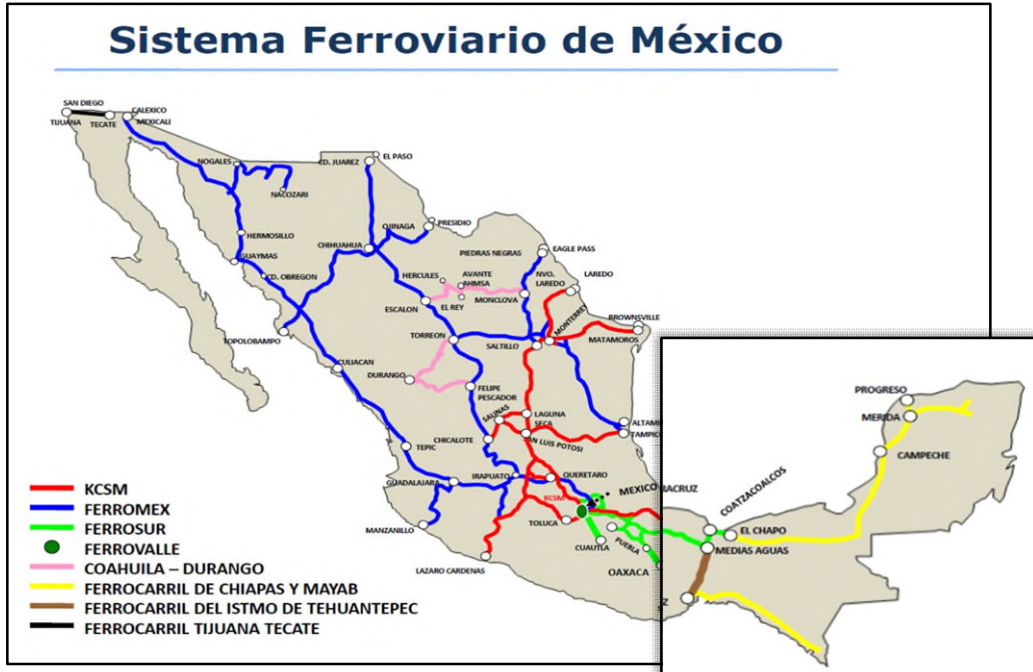 Sistema Ferroviario de México
SAN DIEGO
TIJUANA
TECATE
CALEXICO
MEXICALI
NOGALES
NACOZARI
CD. JUAREZ
EL PASO
HERMOSILLO
GUAYMAS
CD. OBREGON
CHIHUAHUA
OJINAGA
PRESIDIO
PIEDRAS NEGRAS
EAGLE PASS
HERCULES
AVANTE
AHMSA
EL REY
ESCALON
MONCLOVA
NVO.
LAREDO
LAREDO
MONTERREY
BROWNSVILLE
MATAMOROS
TOPOLOBAMPO
TORREON
SALTILLO
CULIACAN
DURANGO
FELIPE
PESCADOR
SALINAS
LAGUNA
SECA
SAN LUIS POTOSI
CHICALOTE
ALTAM
TAMPIC
TEPIC
GUADALAJARA
IRAPUATO
QUERETARO
MANZANILLO
LAZARO CARDENAS
TOLUCA
KCSM
MEXICO
CUAUTLA
PUEBLA
OAXACA
RACRUZ
COATZACOALCOS
EL CHAPO
MEDIAS AGUAS
PROGRESO
MERIDA
CAMPECHE
KCSM
FERROMEX
FERROSUR
FERROVALLE
COAHUILA – DURANGO
FERROCARRIL DE CHIAPAS Y MAYAB
FERROCARRIL DEL ISTMO DE TEHUANTEPEC
FERROCARRIL TIJUANA TECATE